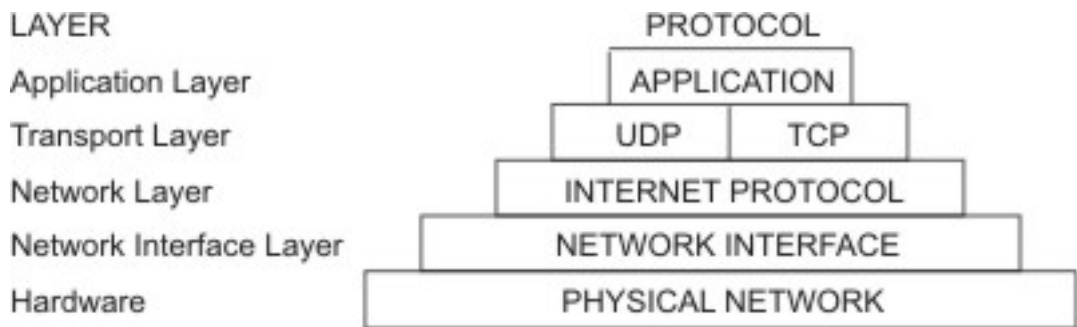 LAYER PROTOCOL
Application Layer APPLICATION
Transport Layer UDP TCP
Network Layer INTERNET PROTOCOL
Network Interface Layer NETWORK INTERFACE
Hardware PHYSICAL NETWORK